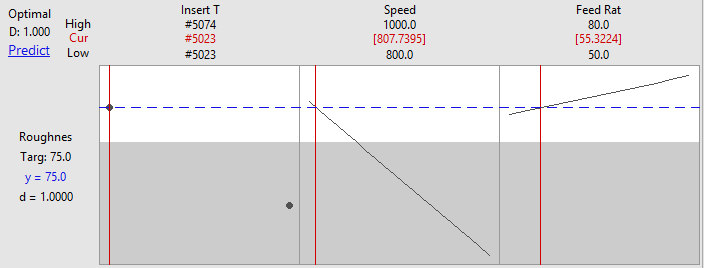 Optimal
D: 1.000
Predict
High
Cur
Low
Insert T
#5074
#5023
#5023
Speed
1000.0
[807.7395]
800.0
Feed Rat
80.0
[55.3224]
50.0
Roughnes
Targ: 75.0
y = 75.0
d = 1.0000